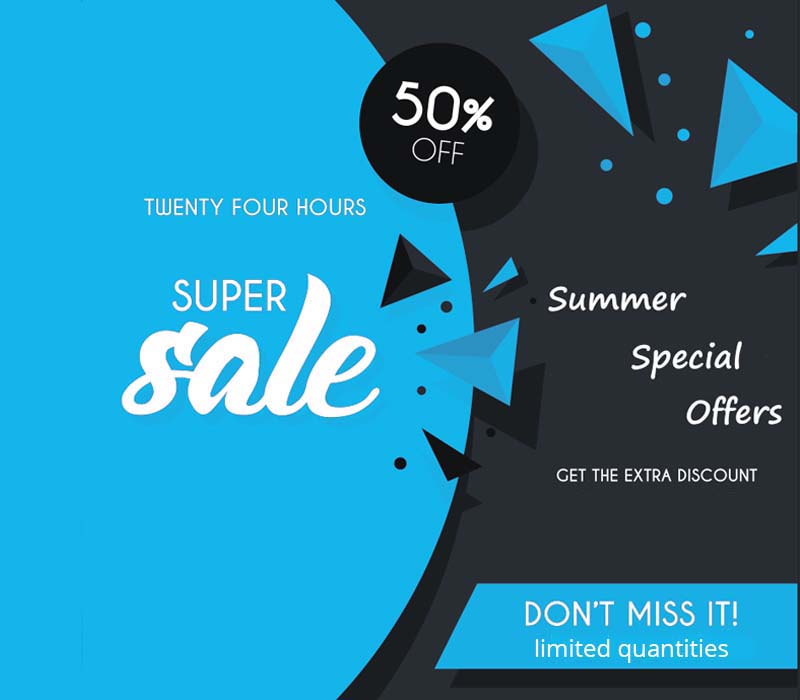 50%
OFF
TWENTY FOUR HOURS
SUPER
sale
Summer
Special
Offers
GET THE EXTRA DISCOUNT
DON'T MISS IT!
limited quantities